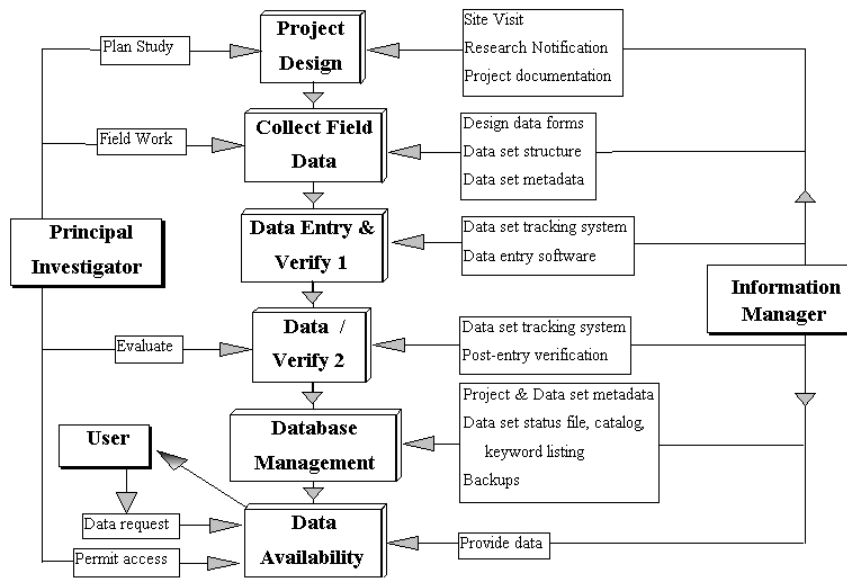 Plan Study
Project
Design
Site Visit
Research Notification
Project documentation
Field Work
Collect Field
Data
Design data forms
Data set structure
Data set metadata
Principal
Investigator
Data Entry &
Verify 1
Data set tracking system
Data entry software
Information
Manager
Evaluate
Data /
Verify 2
Data set tracking system
Post-entry verification
User
Database
Management
Project & Data set metadata
Data set status file, catalog,
keyword listing
Backups
Data request
Permit access
Data
Availability
Provide data